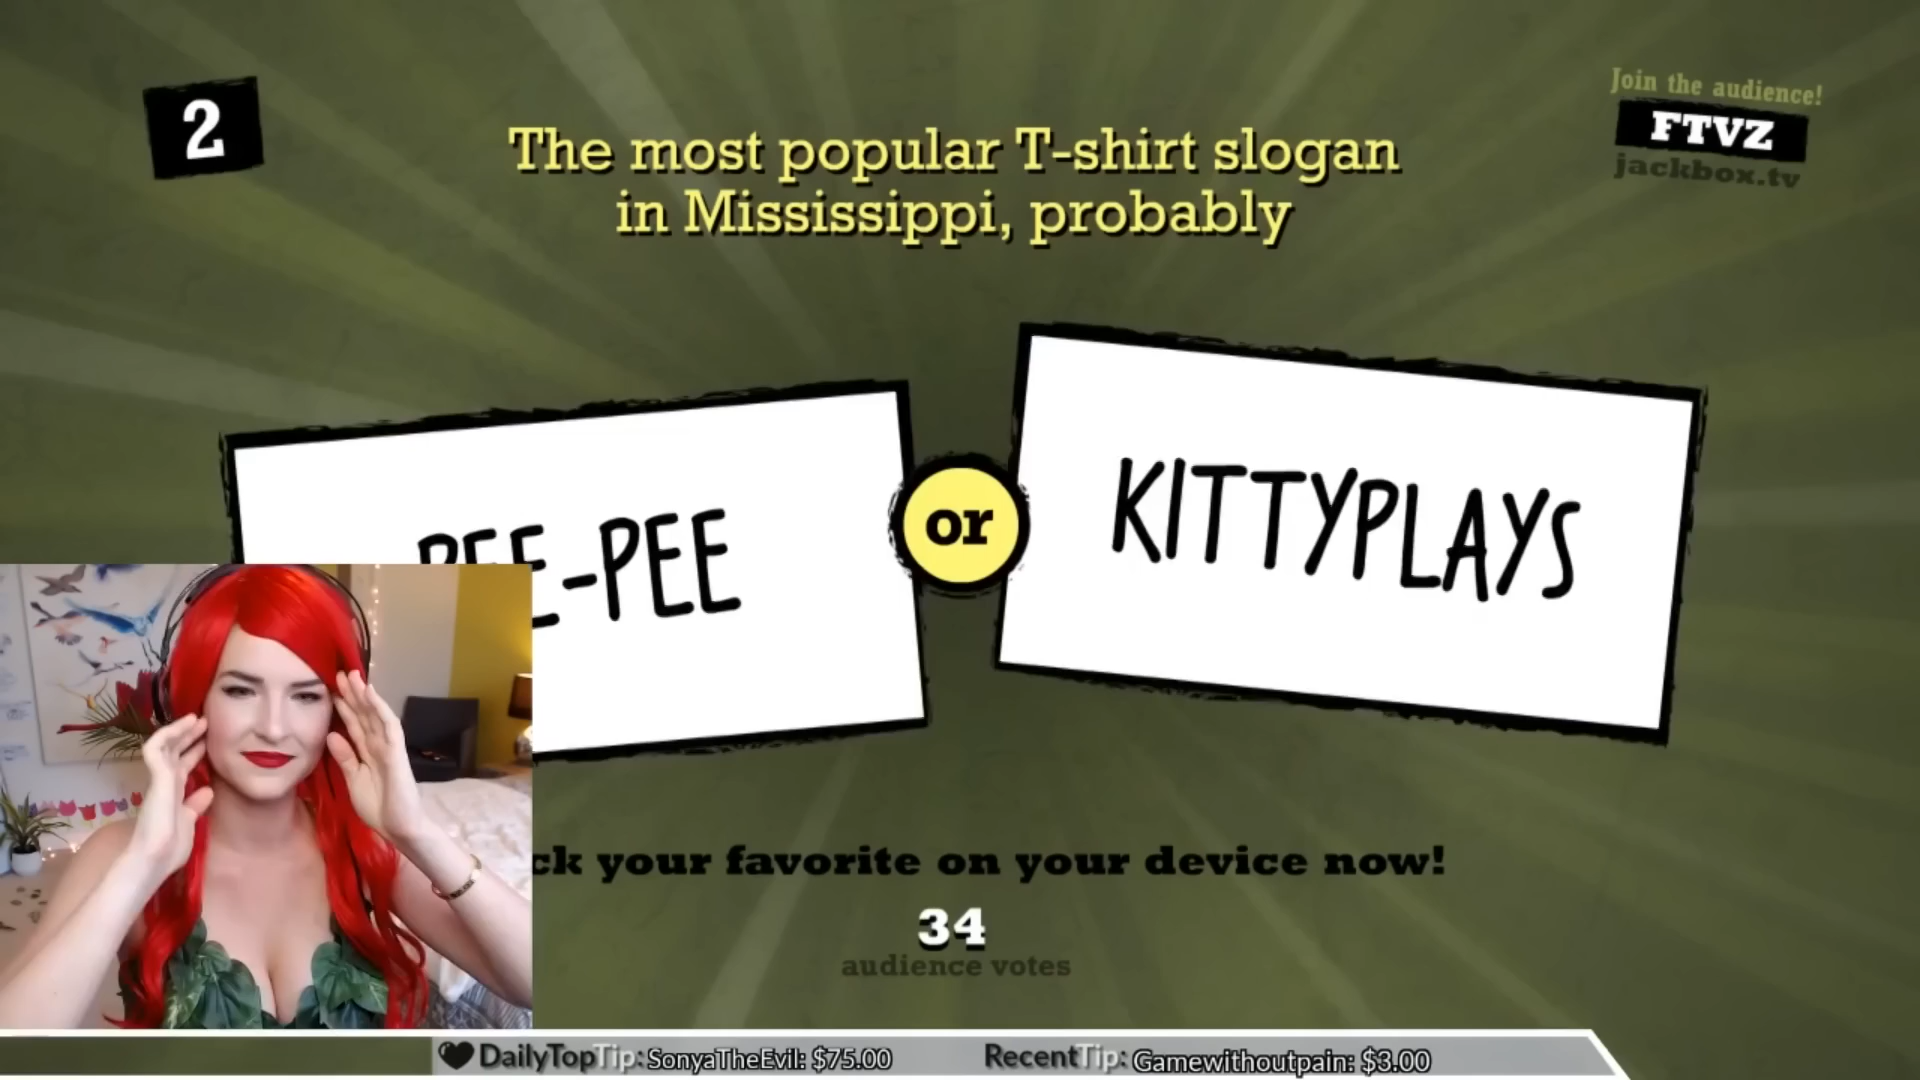 2
The most popular T-shirt slogan
in Mississippi, probably
Join the audience!
FTVZ
jackbox.tv
PEE-PEE
or
KITTYPLAYS
ck your favorite on your device now!
34
audience votes
DailyTopTip: SonyaTheEvil: $75.00
RecentTip: Gamewithoutpain: $3.00